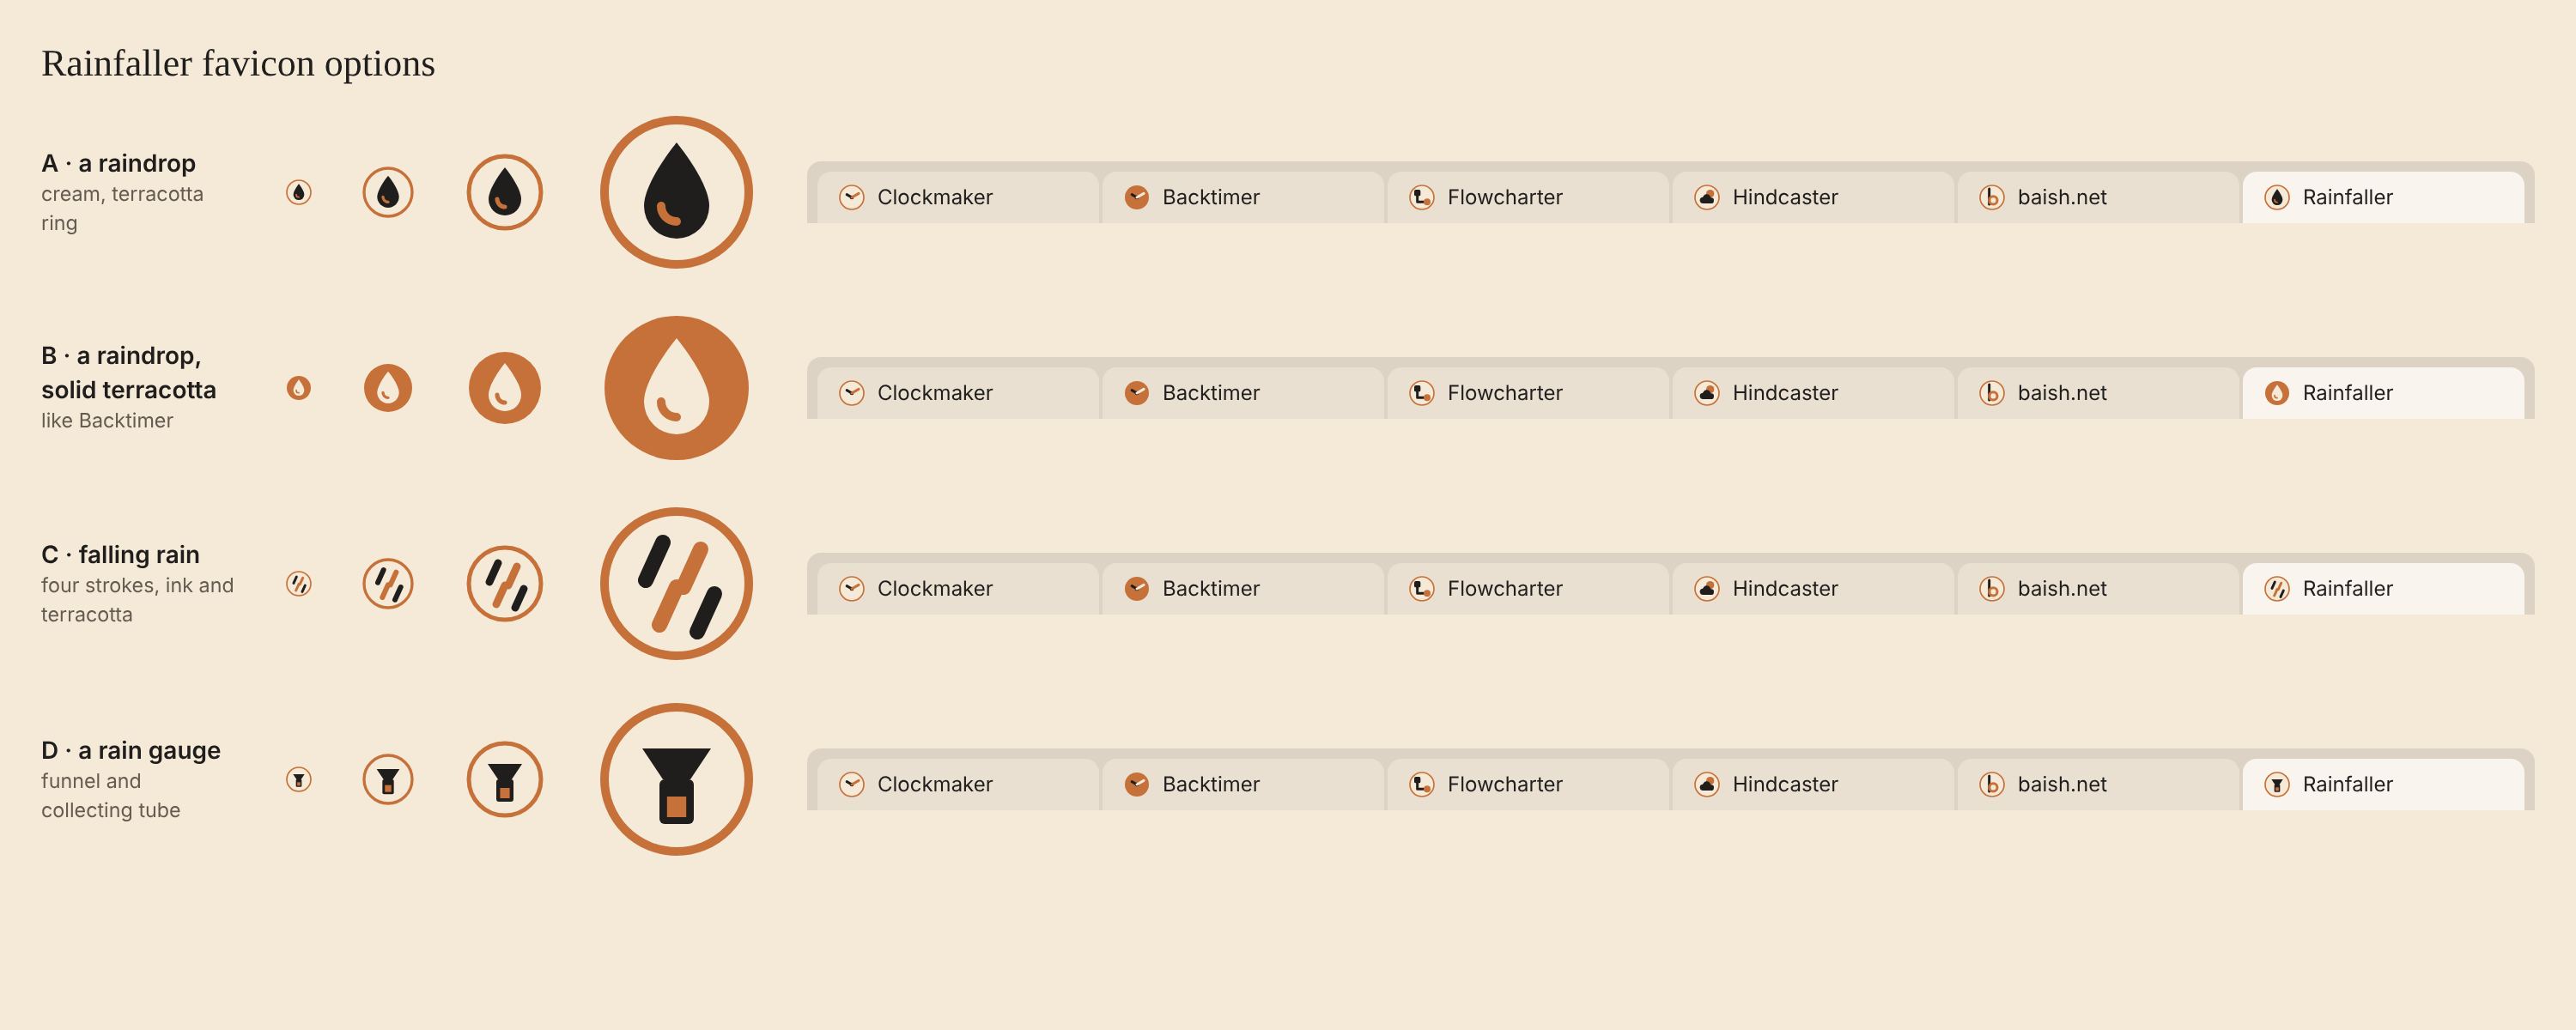 Rainfaller favicon options
A · a raindrop
cream, terracotta
ring
Clockmaker Backtimer Flowcharter Hindcaster baish.net Rainfaller
B · a raindrop,
solid terracotta
like Backtimer
Clockmaker Backtimer Flowcharter Hindcaster baish.net Rainfaller
C · falling rain
four strokes, ink and
terracotta
Clockmaker Backtimer Flowcharter Hindcaster baish.net Rainfaller
D · a rain gauge
funnel and
collecting tube
Clockmaker Backtimer Flowcharter Hindcaster baish.net Rainfaller